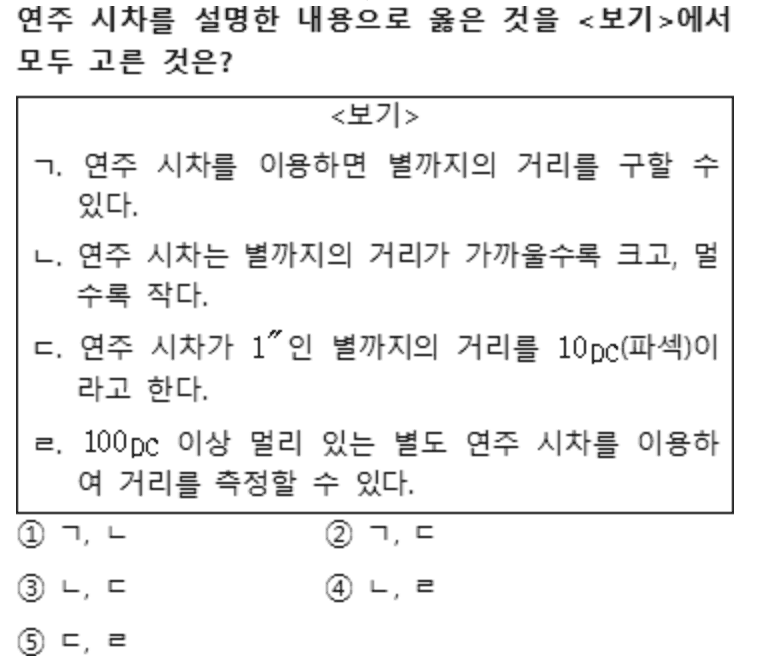 연주 시차를 설명한 내용으로 옳은 것을 <보기>에서
모두 고른 것은?
<보기>
ㄱ. 연주 시차를 이용하면 별까지의 거리를 구할 수
있다.
ㄴ. 연주 시차는 별까지의 거리가 가까울수록 크고, 멀
수록 작다.
ㄷ. 연주 시차가 1″인 별까지의 거리를 10pc(파섹)이
라고 한다.
ㄹ. 100pc 이상 멀리 있는 별도 연주 시차를 이용하
여 거리를 측정할 수 있다.
① ㄱ, ㄴ ② ㄱ, ㄷ
③ ㄴ, ㄷ ④ ㄴ, ㄹ
⑤ ㄷ, ㄹ